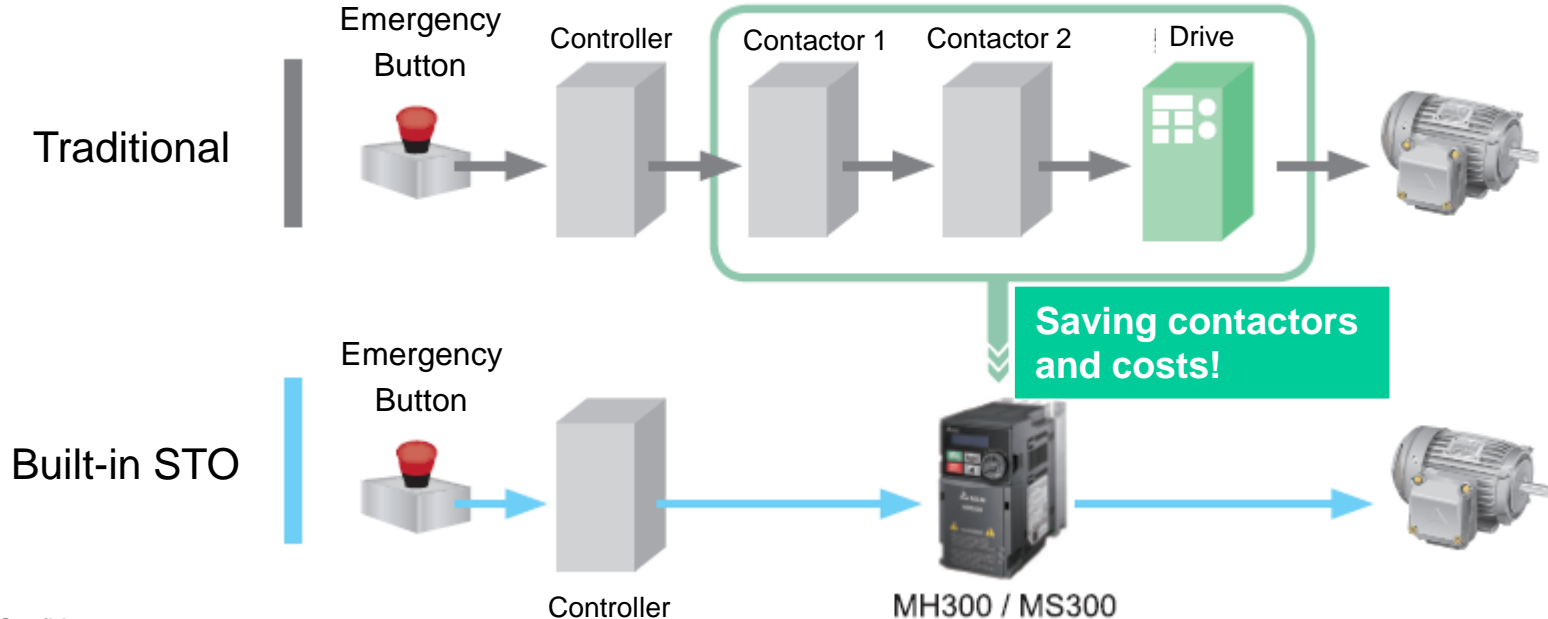 Emergency
Button
Controller
Contactor 1
Contactor 2
Drive
Traditional
Saving contactors
and costs!
Emergency
Button
Built-in STO
Controller
MH300 / MS300